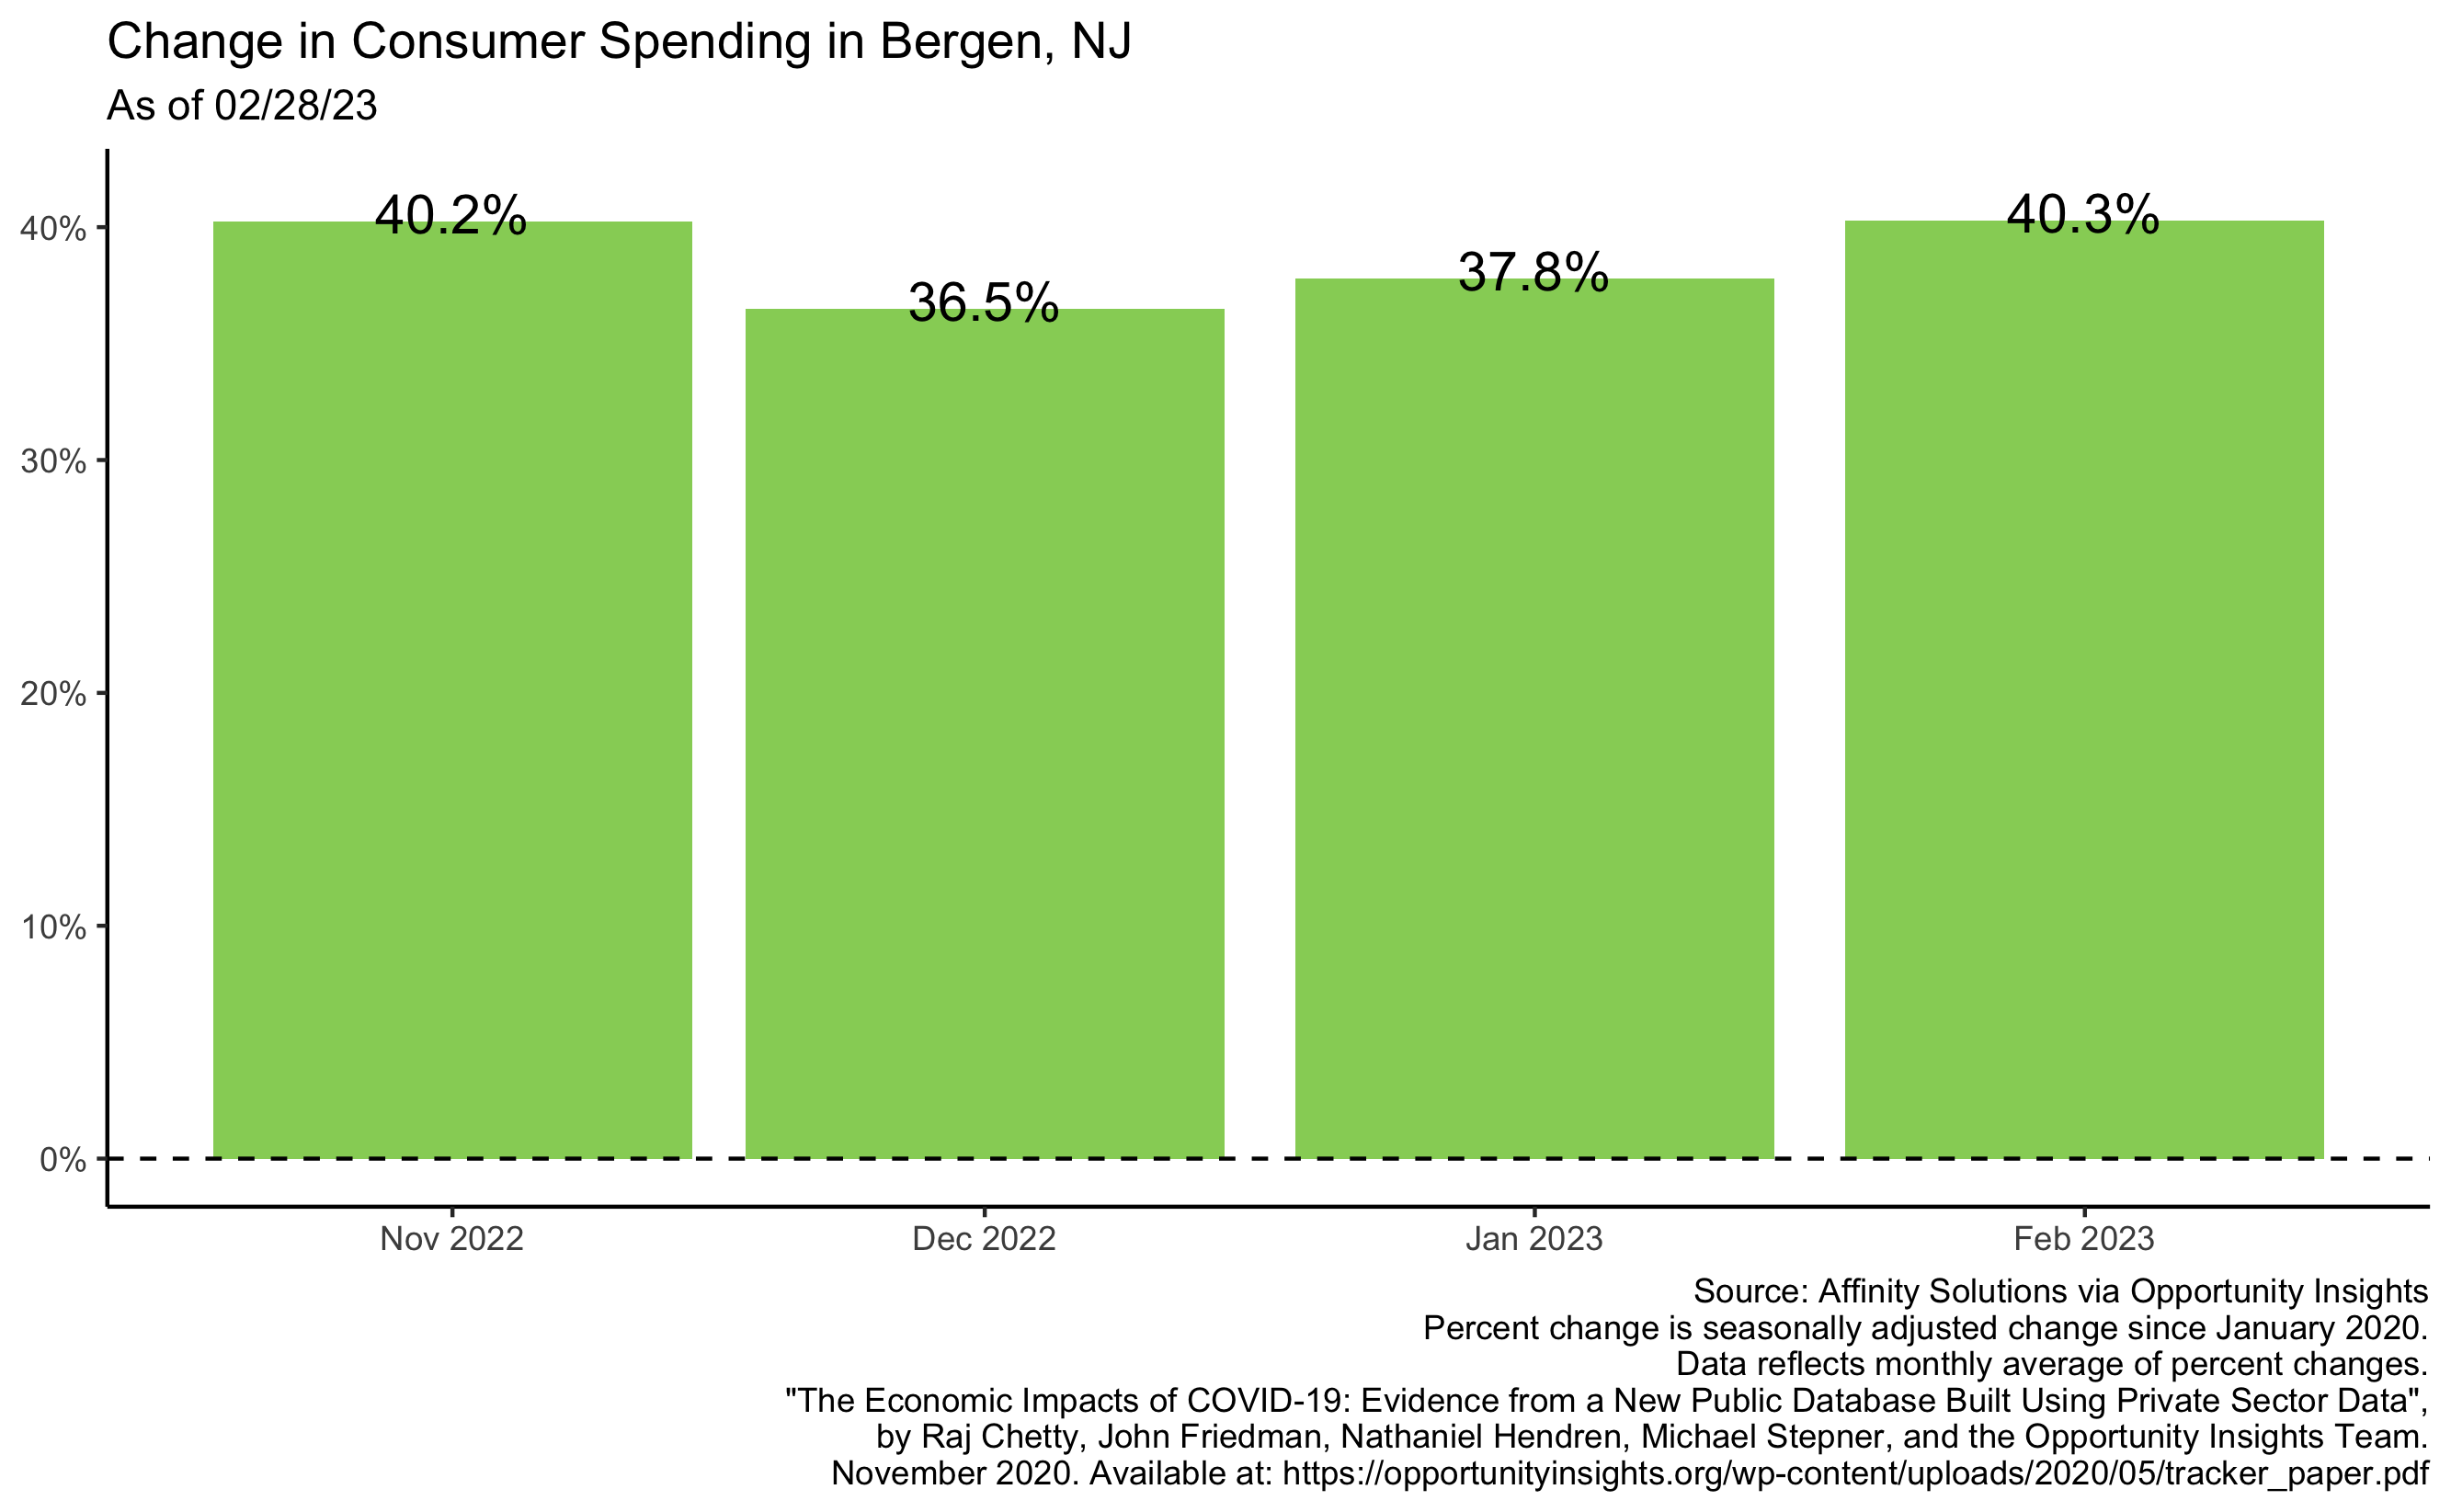 Change in Consumer Spending in Bergen, NJ
As of 02/28/23
40.2%
36.5%
37.8%
40.3%
40%
30%
20%
10%
0%
Nov 2022
Dec 2022
Jan 2023
Feb 2023
Source: Affinity Solutions via Opportunity Insights
Percent change is seasonally adjusted change since January 2020.
Data reflects monthly average of percent changes.
"The Economic Impacts of COVID-19: Evidence from a New Public Database Built Using Private Sector Data",
by Raj Chetty, John Friedman, Nathaniel Hendren, Michael Stepner, and the Opportunity Insights Team.
November 2020. Available at: https://opportunityinsights.org/wp-content/uploads/2020/05/tracker_paper.pdf